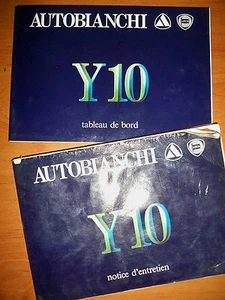 AUTOBIANCHI
Y10
tableau de bord
AUTOBIANCHI
Y10
notice d'entretien